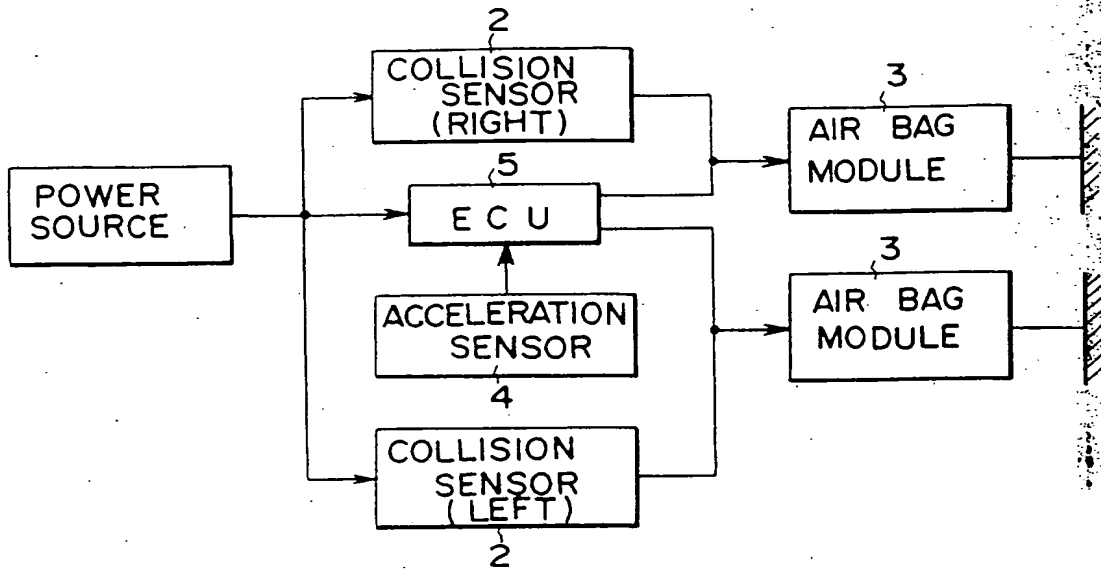 2
COLLISION
SENSOR
(RIGHT)
3
AIR BAG
MODULE
POWER
SOURCE
5
ECU
3
AIR BAG
MODULE
ACCELERATION
SENSOR
4
COLLISION
SENSOR
(LEFT)
2